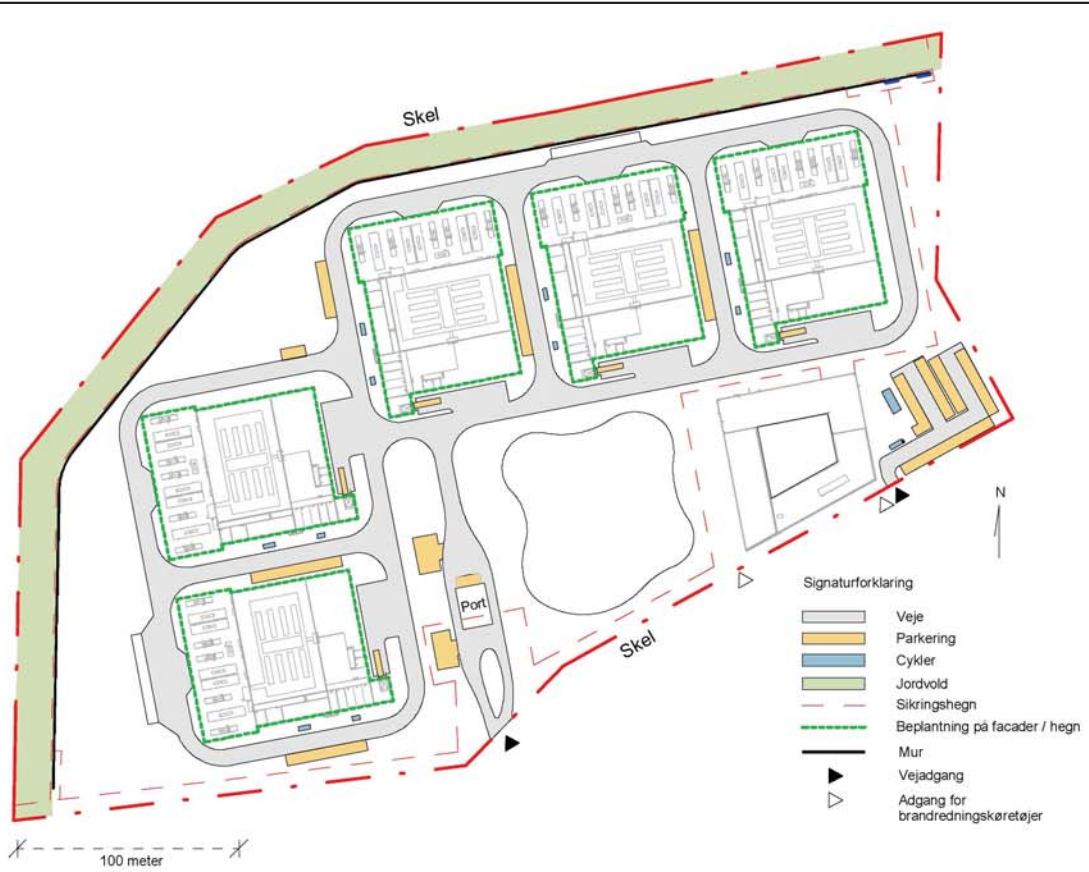 Skel
N
Port
Skel
Signaturforklaring
Veje
Parkering
Cykler
Jordvold
Sikringshegn
Beplantning på facader / hegn
Mur
Vejadgang
Adgang for
brandredningskøretøjer
100 meter